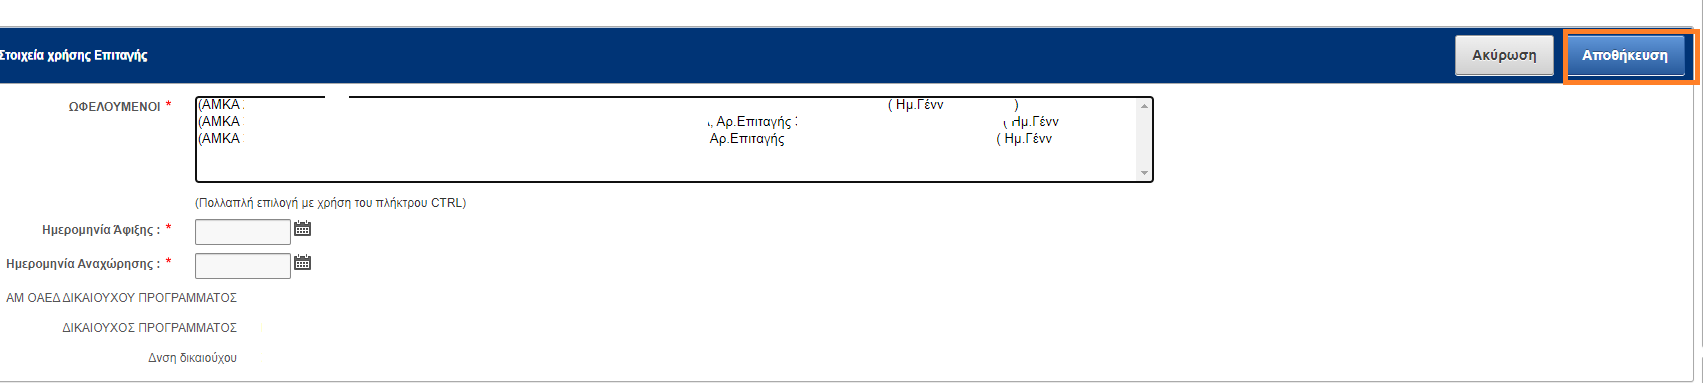 Στοιχεία χρήσης Επιταγής
Ακύρωση
Αποθήκευση
ΩΦΕΛΟΥΜΕΝΟΙ *
(ΑΜΚΑ ( Ημ.Γένν )
(ΑΜΚΑ , Αρ.Επιταγής ( Ημ.Γένν
(ΑΜΚΑ Αρ.Επιταγής ( Ημ.Γένν
(Πολλαπλή επιλογή με χρήση του πλήκτρου CTRL)
Ημερομηνία Άφιξης : *
Ημερομηνία Αναχώρησης : *
ΑΜ ΟΑΕΔ ΔΙΚΑΙΟΥΧΟΥ ΠΡΟΓΡΑΜΜΑΤΟΣ
ΔΙΚΑΙΟΥΧΟΣ ΠΡΟΓΡΑΜΜΑΤΟΣ
Δνση δικαιούχου